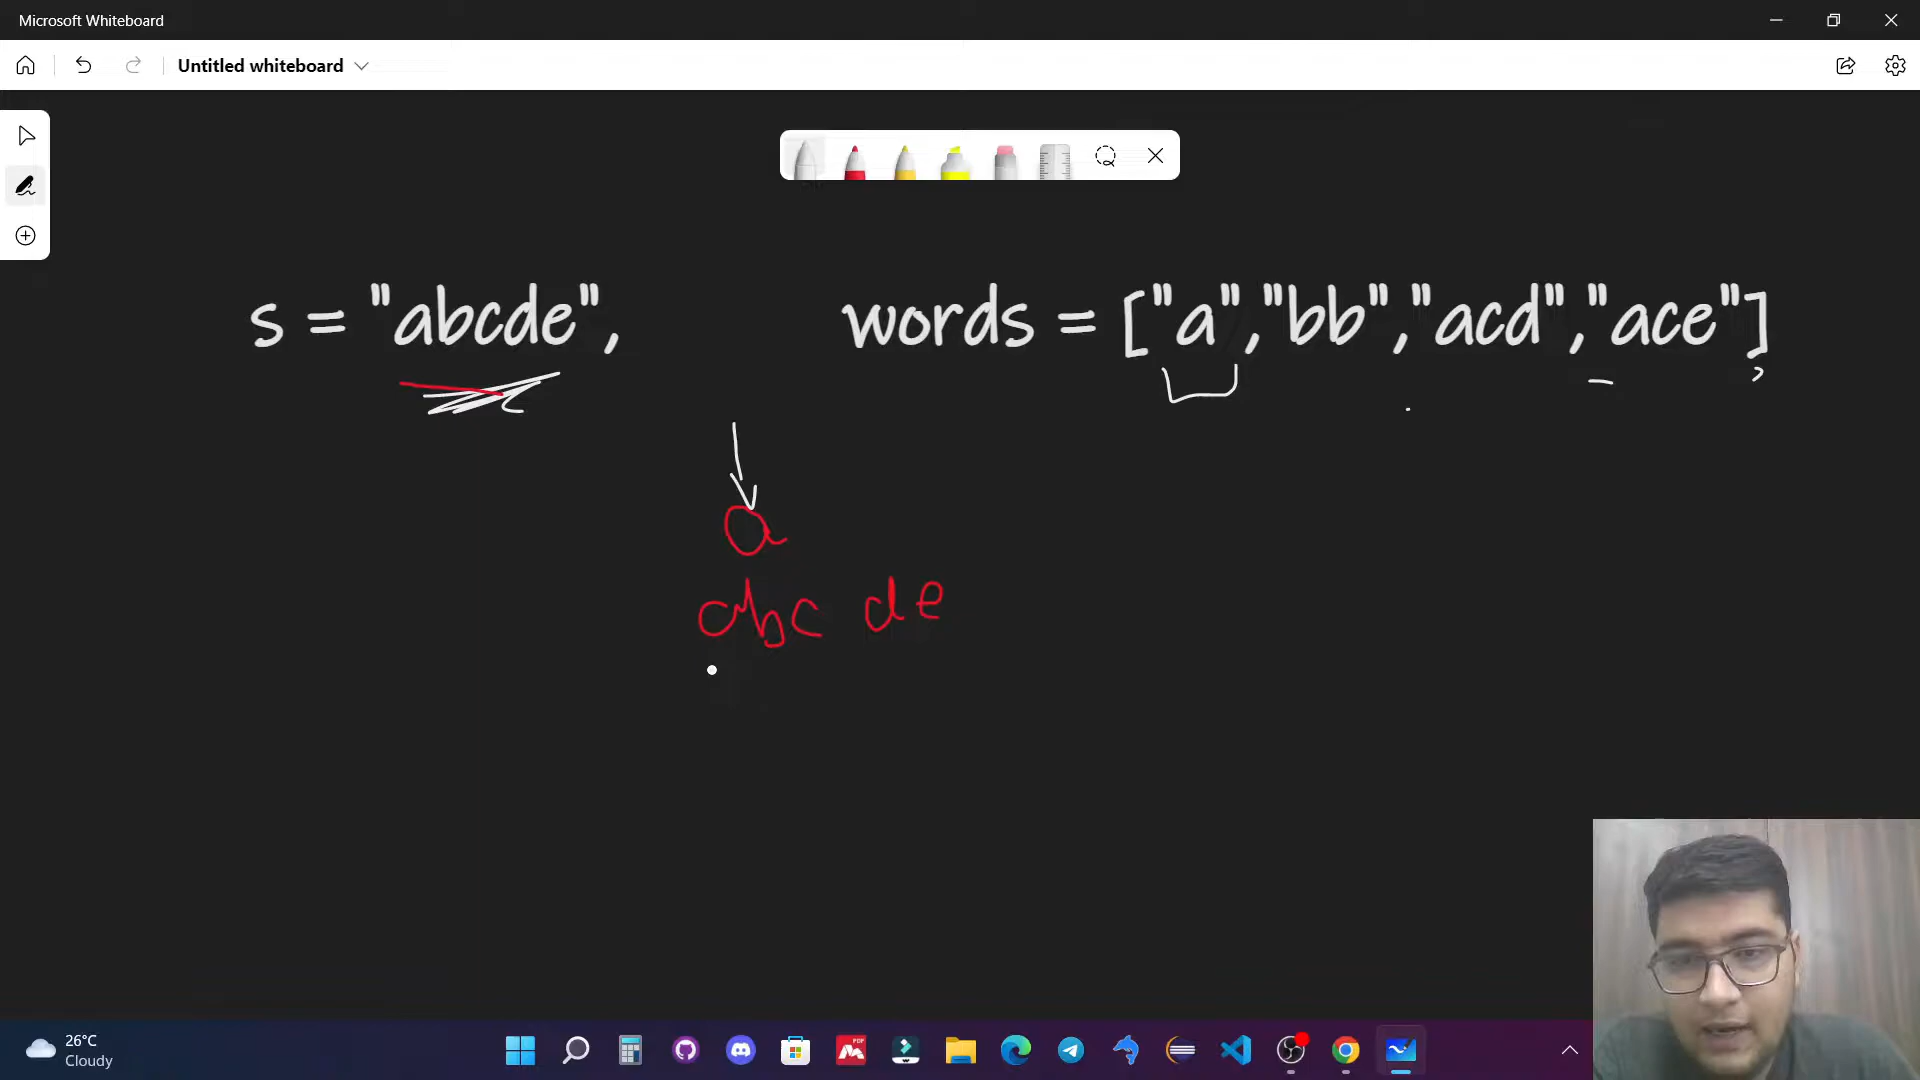 Microsoft Whiteboard
Untitled whiteboard
s = "abcde", words = ["a","bb","acd","ace"]
a
abc de
26°C
Cloudy